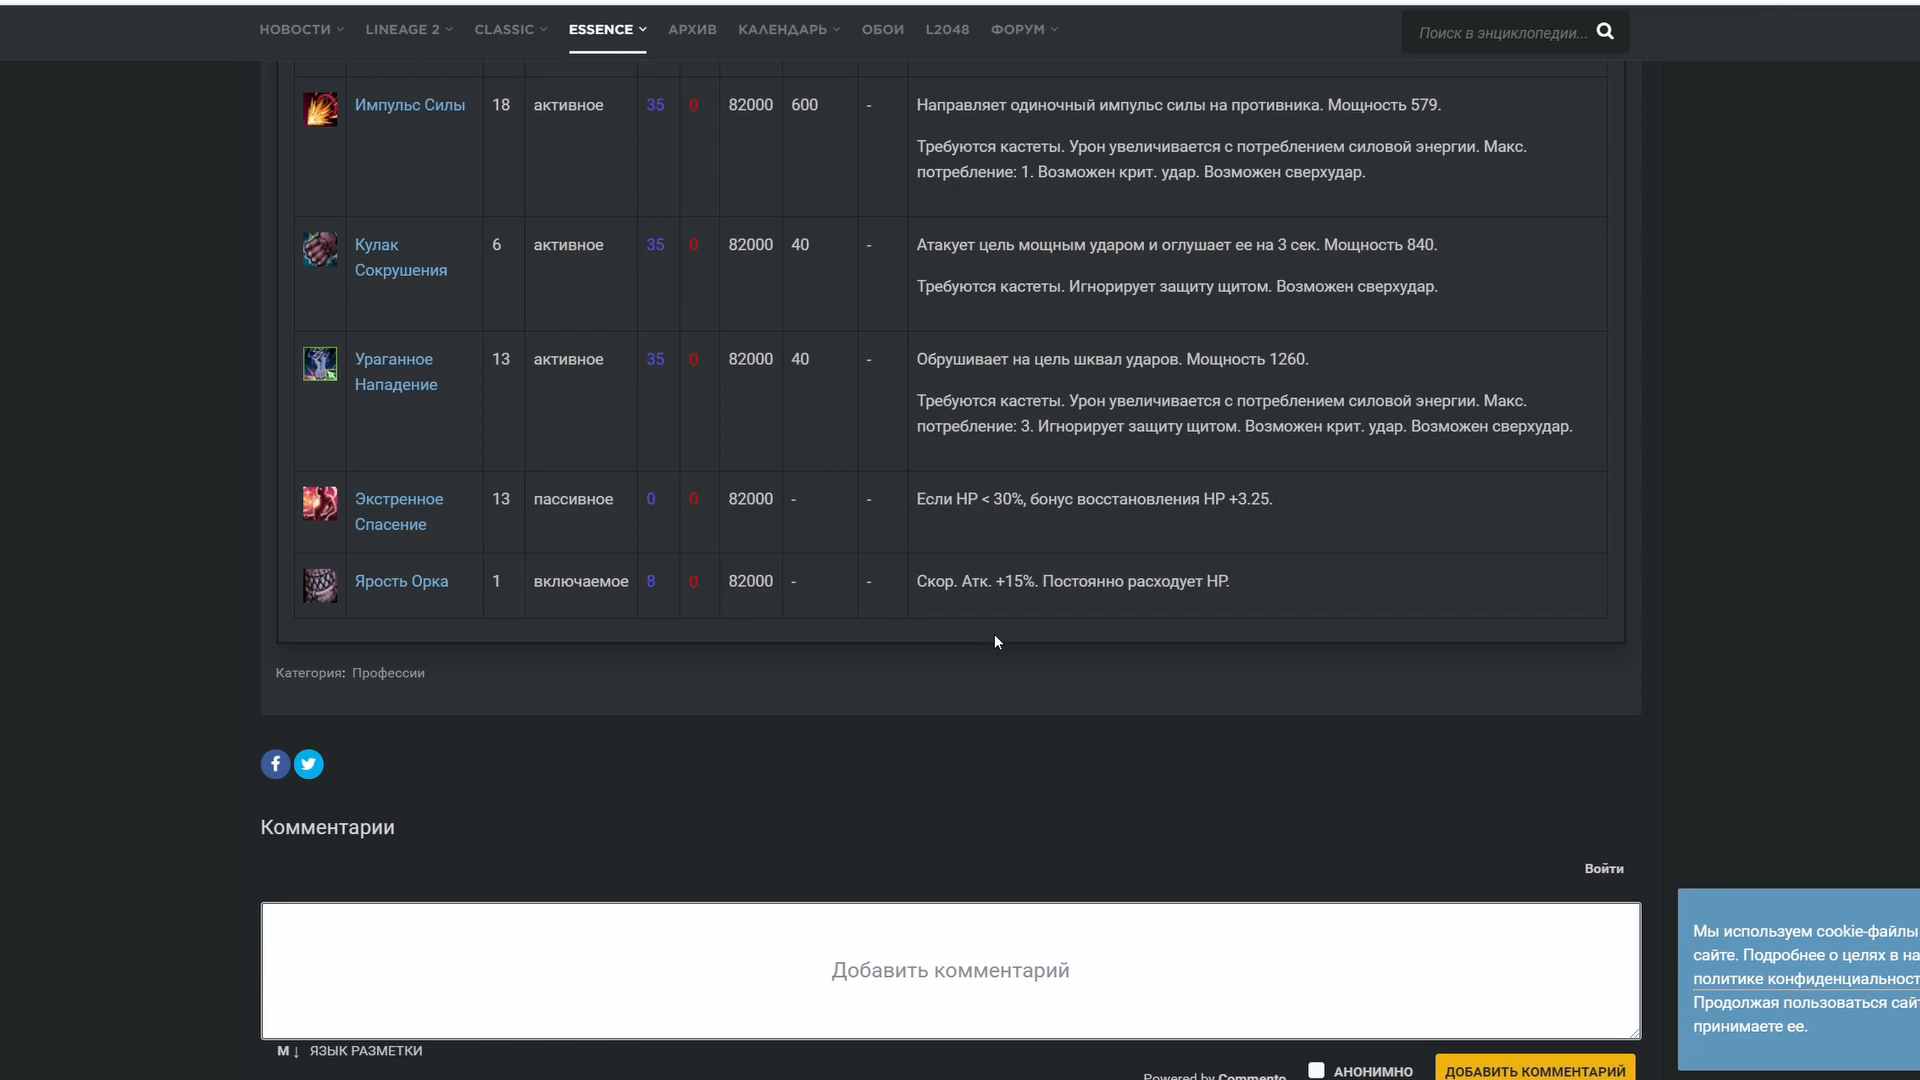 НОВОСТИ LINEAGE 2 CLASSIC ESSENCE АРХИВ КАЛЕНДАРЬ ОБОИ L2048 ФОРУМ Поиск в энциклопедии...
Импульс Силы 18 активное 35 0 82000 600 - Направляет одиночный импульс силы на противника. Мощность 579.
Требуются кастеты. Урон увеличивается с потреблением силовой энергии. Макс.
потребление: 1. Возможен крит. удар. Возможен сверхудар.
Кулак 6 активное 35 0 82000 40 - Атакует цель мощным ударом и оглушает ее на 3 сек. Мощность 840.
Сокрушения
Требуются кастеты. Игнорирует защиту щитом. Возможен сверхудар.
Ураганное 13 активное 35 0 82000 40 - Обрушивает на цель шквал ударов. Мощность 1260.
Нападение
Требуются кастеты. Урон увеличивается с потреблением силовой энергии. Макс.
потребление: 3. Игнорирует защиту щитом. Возможен крит. удар. Возможен сверхудар.
Экстренное 13 пассивное 0 0 82000 - - Если HP < 30%, бонус восстановления HP +3.25.
Спасение
Ярость Орка 1 включаемое 8 0 82000 - - Скор. Атк. +15%. Постоянно расходует HP.
Категория: Профессии
Комментарии
Войти
Добавить комментарий
Мы используем cookie-файлы
сайте. Подробнее о целях в на
политике конфиденциальност
Продолжая пользоваться сай
принимаете ее.
M ↓ ЯЗЫК РАЗМЕТКИ
Powered by Commento АНОНИМНО ДОБАВИТЬ КОММЕНТАРИЙ